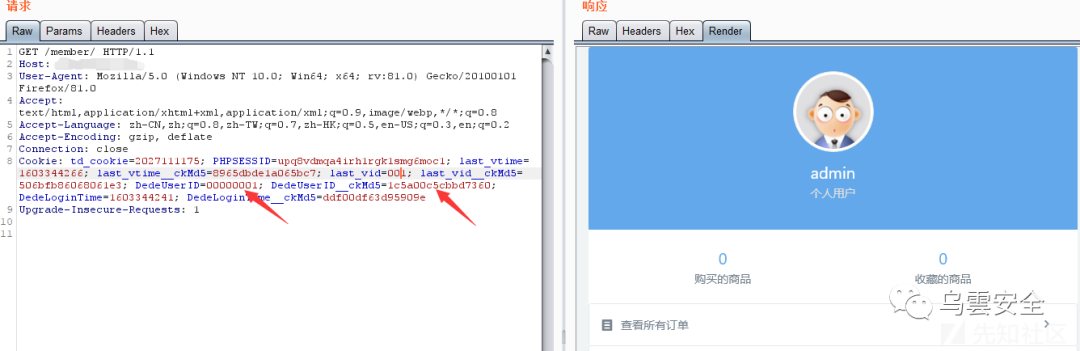 请求
Raw Params Headers Hex
1 GET /member/ HTTP/1.1
2 Host:
3 User-Agent: Mozilla/5.0 (Windows NT 10.0; Win64; x64; rv:81.0) Gecko/20100101
Firefox/81.0
4 Accept:
text/html,application/xhtml+xml,application/xml;q=0.9,image/webp,*/*;q=0.8
5 Accept-Language: zh-CN,zh;q=0.8,zh-TW;q=0.7,zh-HK;q=0.5,en-US;q=0.3,en;q=0.2
6 Accept-Encoding: gzip, deflate
7 Connection: close
8 Cookie: td_cookie=2027111175; PHPSESSID=upq8vdmqa4irhlrgklsmg6moc1; last_vtime=
1603344266; last_vtime__ckMd5=8965dbde1a065bc7; last_vid=001; last_vid__ckMd5=
506bfb86068061e3; DedeUserID=00000001; DedeUserID__ckMd5=1c5a00c5cbbd7360;
DedeLoginTime=1603344241; DedeLoginTime__ckMd5=ddf00df63d95909e
9 Upgrade-Insecure-Requests: 1
10
11
响应
Raw Headers Hex Render
admin
个人用户
0 0
购买的商品 收藏的商品
查看所有订单
乌雲安全
先知社区